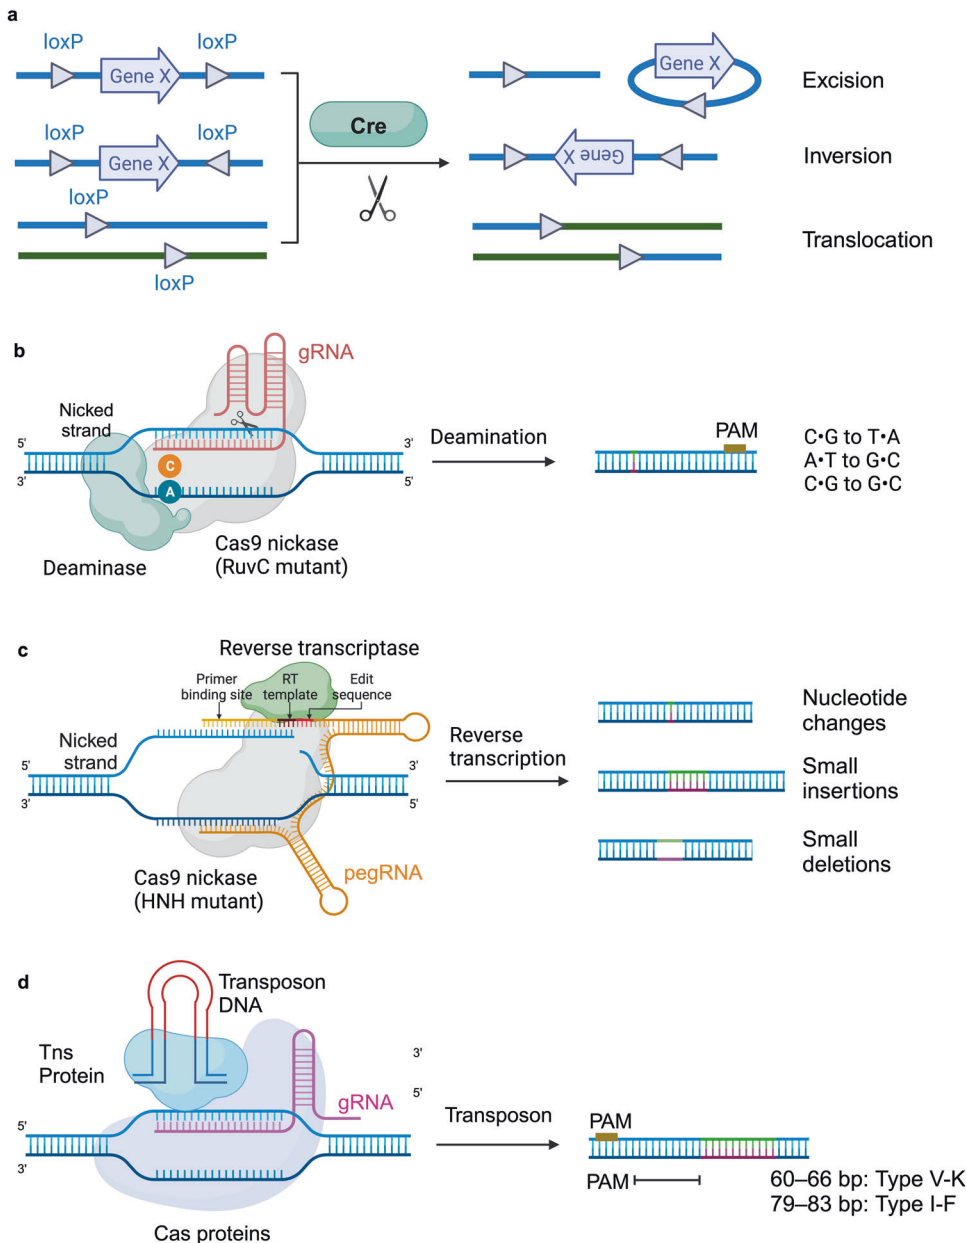 a
loxP
loxP
Gene X
loxP
loxP
Gene X
loxP
loxP
Cre
Gene X
Excision
Gene X
Inversion
Translocation
b
gRNA
Nicked
strand
5'
3'
3'
5'
C
A
Deaminase
Cas9 nickase
(RuvC mutant)
Deamination
PAM
C•G to T•A
A•T to G•C
C•G to G•C
c
Reverse transcriptase
Primer
binding site
RT
template
Edit
sequence
Nicked
strand
5'
3'
3'
5'
pegRNA
Cas9 nickase
(HNH mutant)
Reverse
transcription
Nucleotide
changes
Small
insertions
Small
deletions
d
Transposon
DNA
Tns
Protein
gRNA
3'
5'
5'
3'
Cas proteins
Transposon
PAM
PAM
60–66 bp: Type V-K
79–83 bp: Type I-F